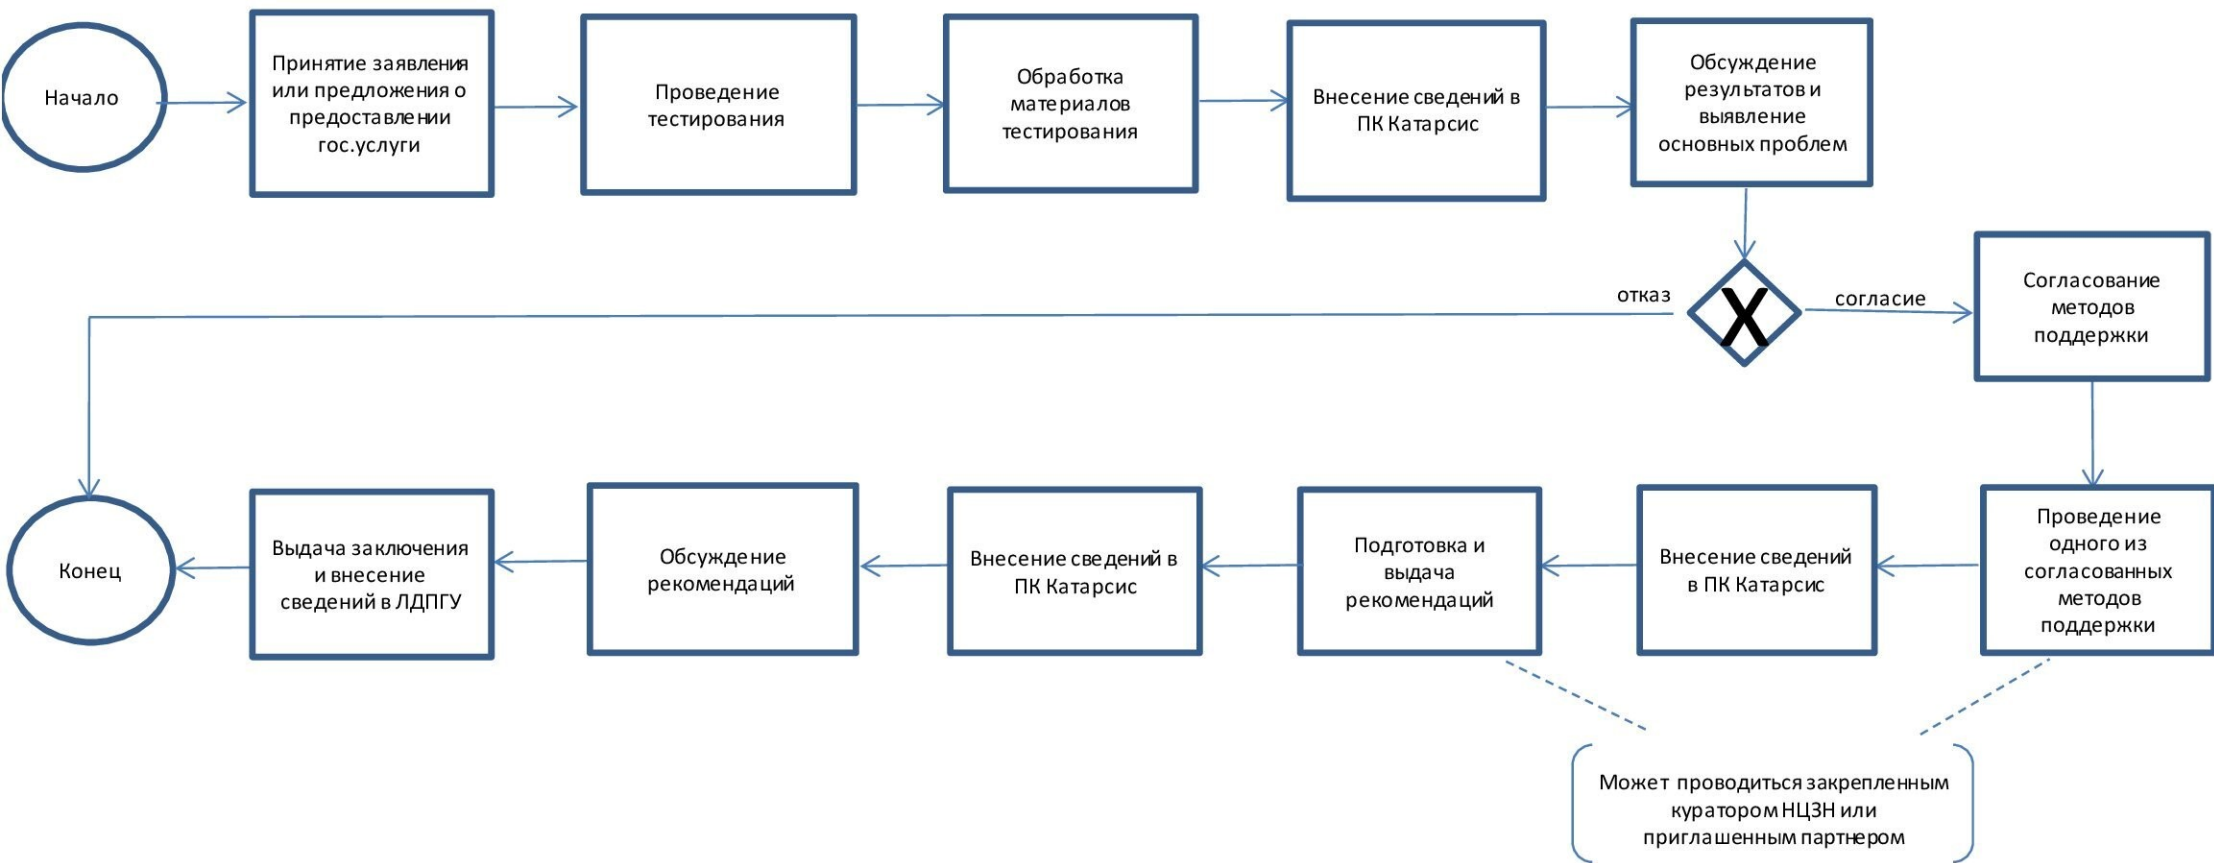 Начало
Принятие заявления
или предложения о
предоставлении
гос.услуги
Проведение
тестирования
Обработка
материалов
тестирования
Внесение сведений в
ПК Катарсис
Обсуждение
результатов и
выявление
основных проблем
отказ
X
согласие
Согласование
методов
поддержки
Проведение
одного из
согласованных
методов
поддержки
Внесение сведений
в ПК Катарсис
Подготовка и
выдача
рекомендаций
Внесение сведений в
ПК Катарсис
Обсуждение
рекомендаций
Выдача заключения
и внесение
сведений в ЛДПГУ
Конец
Может проводиться закрепленным
куратором НЦЗН или
приглашенным партнером